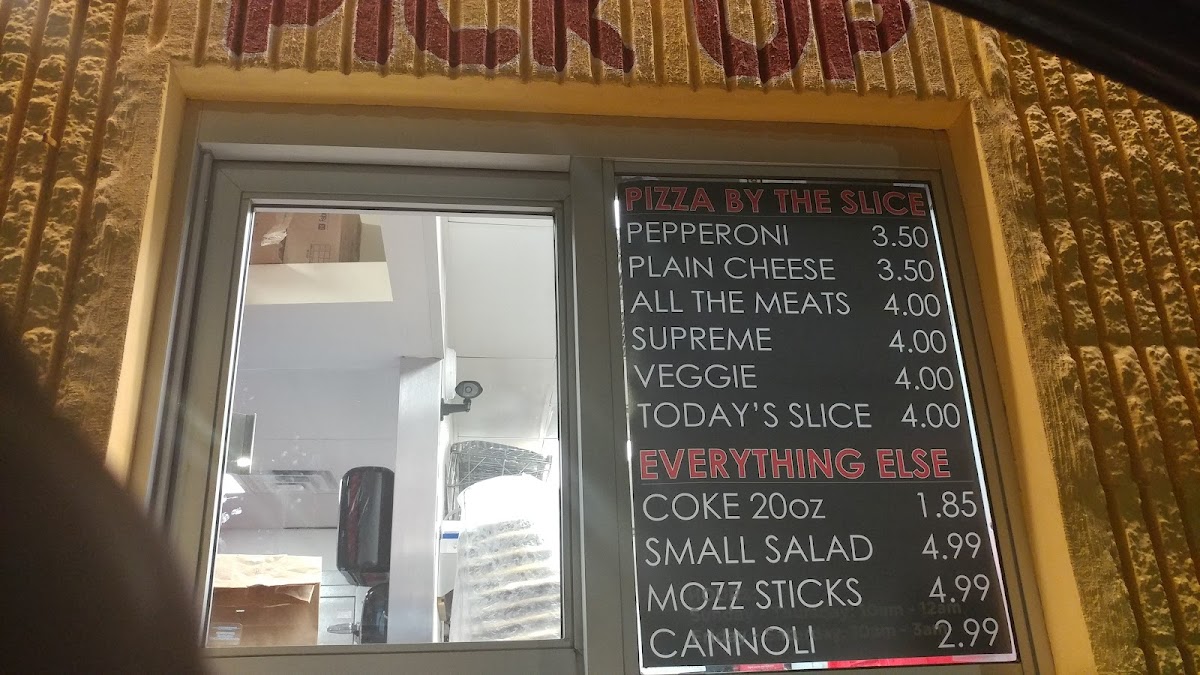 PICK UP
PIZZA BY THE SLICE
PEPPERONI 3.50
PLAIN CHEESE 3.50
ALL THE MEATS 4.00
SUPREME 4.00
VEGGIE 4.00
TODAY'S SLICE 4.00
EVERYTHING ELSE
COKE 20oz 1.85
SMALL SALAD 4.99
MOZZ STICKS 4.99
CANNOLI 2.99